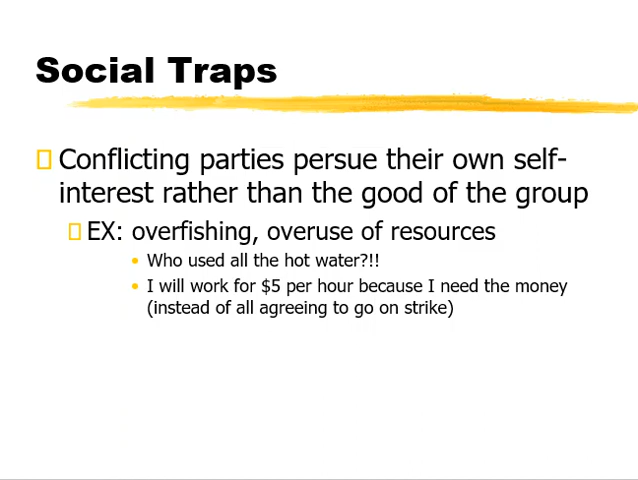 Social Traps
Conflicting parties persue their own self-
interest rather than the good of the group
EX: overfishing, overuse of resources
Who used all the hot water?!!
I will work for $5 per hour because I need the money
(instead of all agreeing to go on strike)